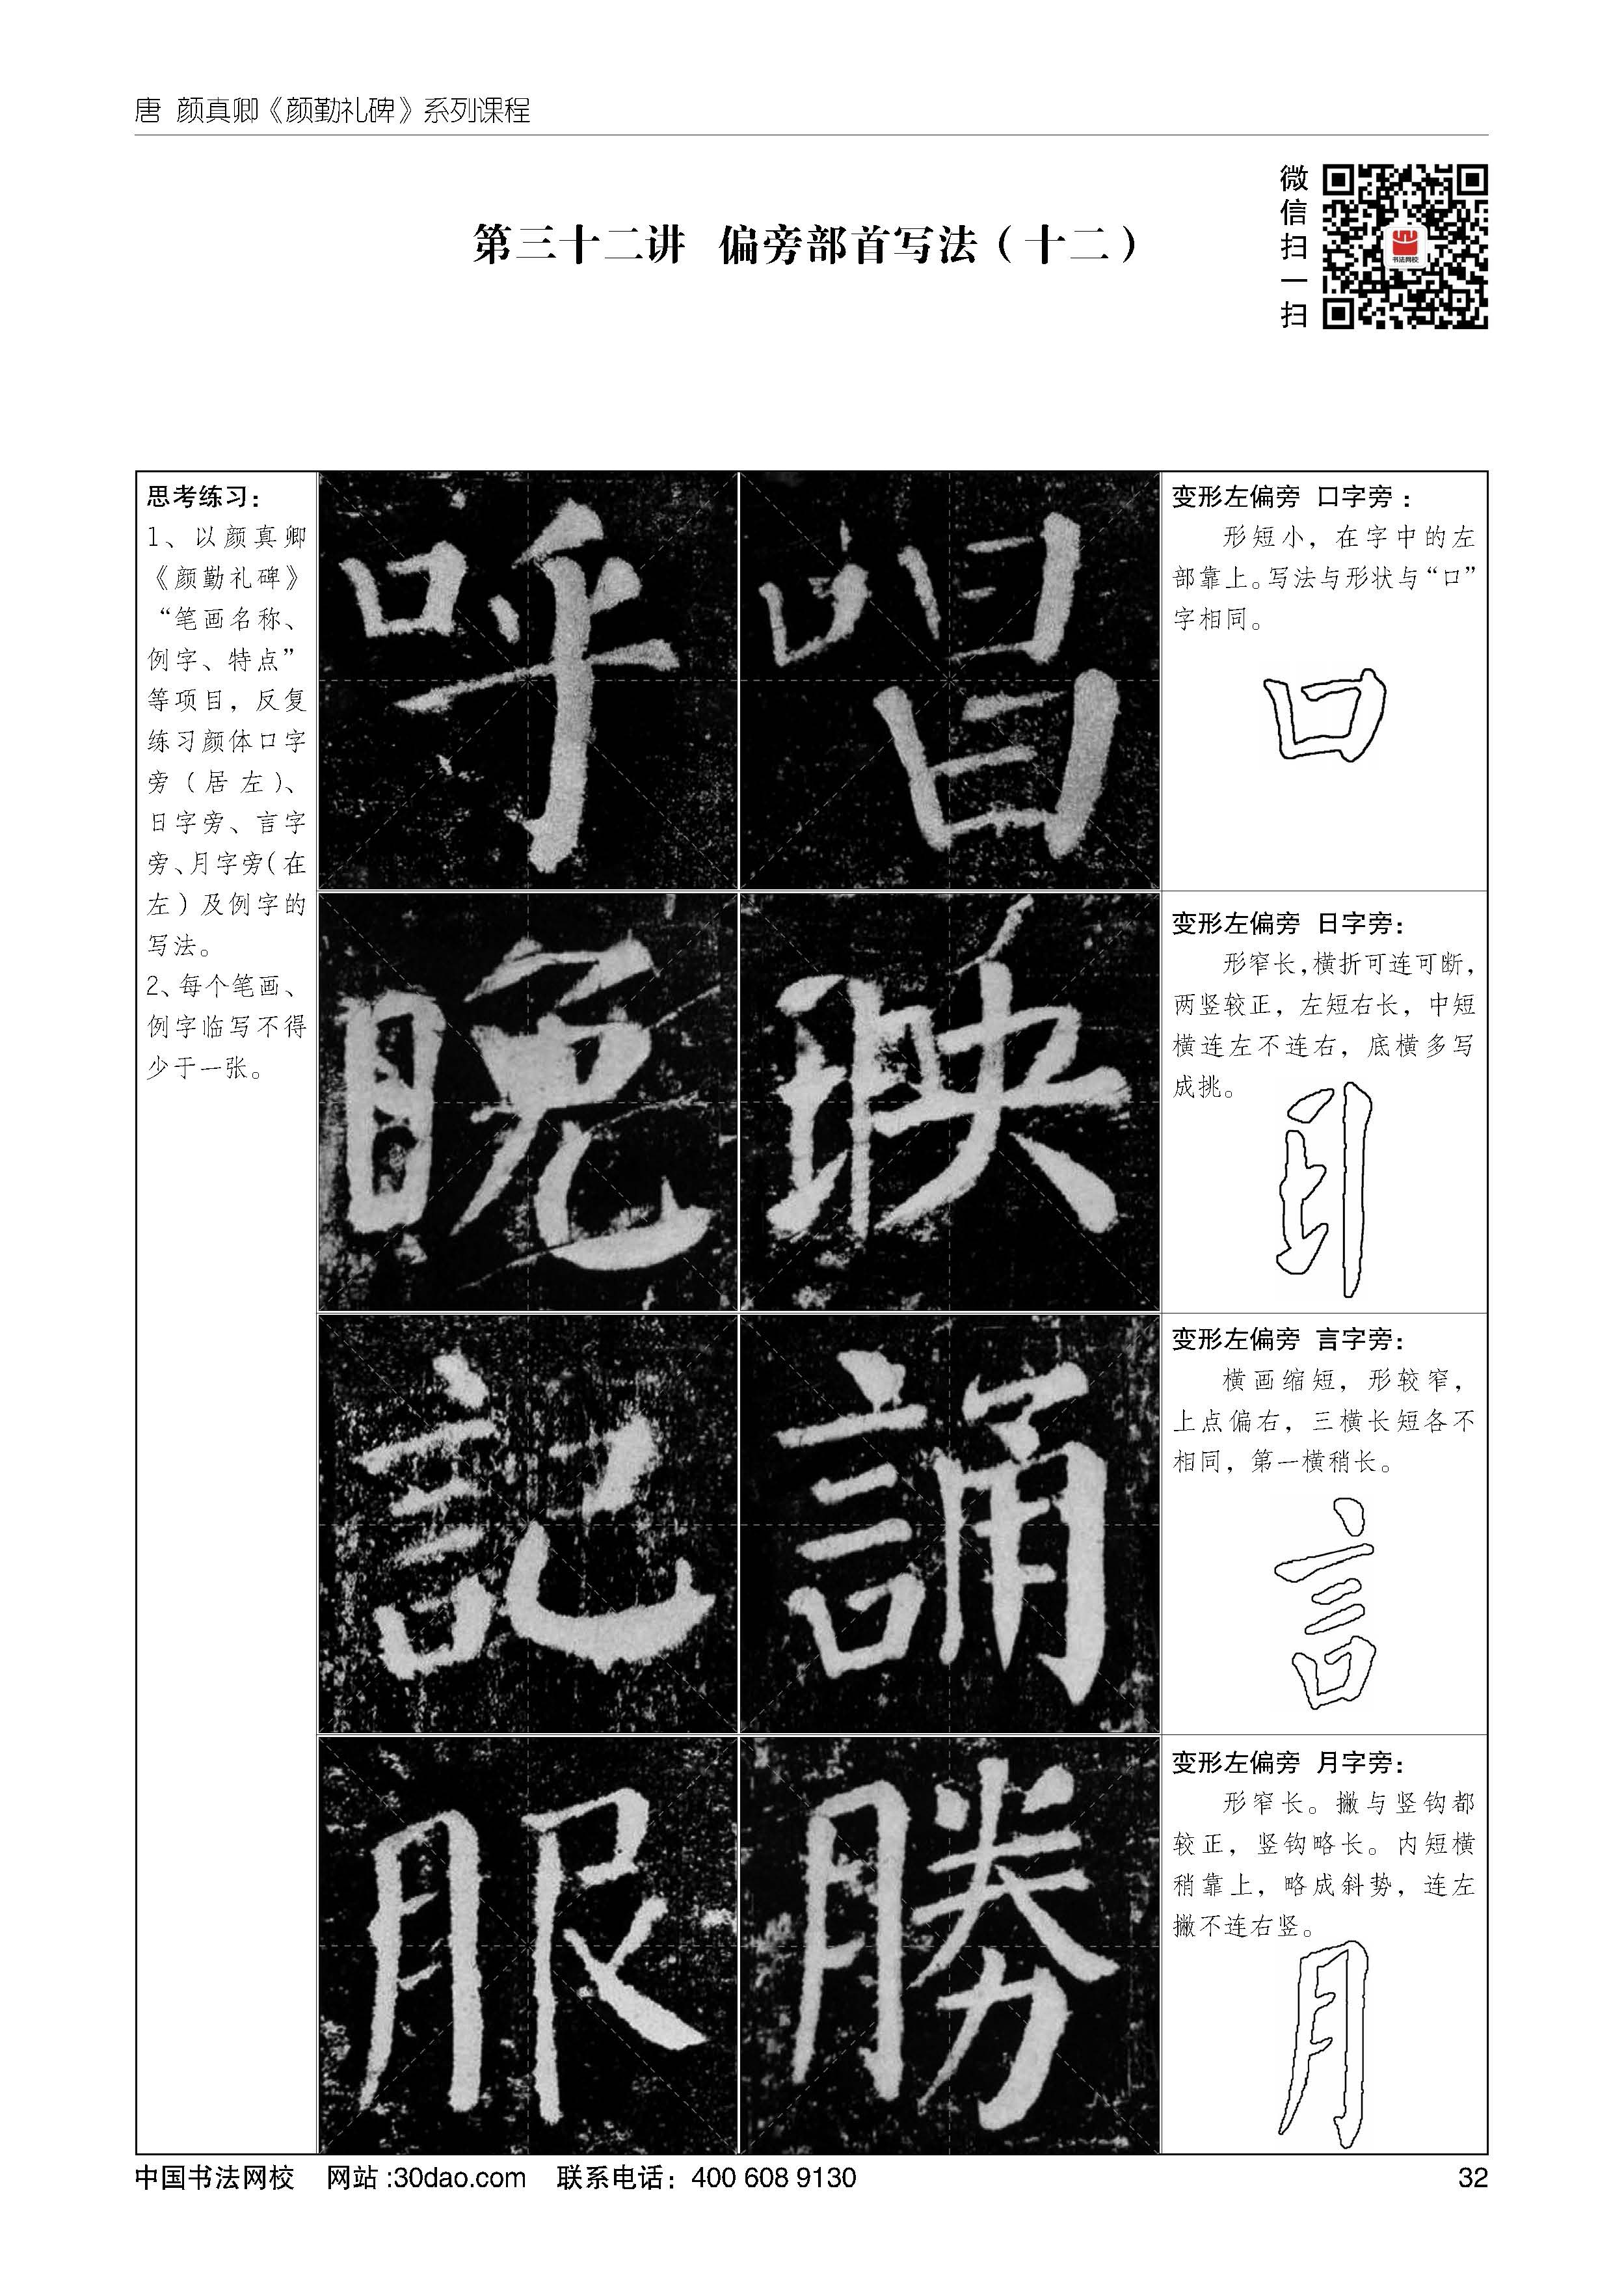 唐 颜真卿《颜勤礼碑》系列课程
微信扫一扫
书法网校
第三十二讲 偏旁部首写法（十二）
思考练习：
1、以颜真卿
《颜勤礼碑》
“笔画名称、
例字、特点”
等项目，反复
练习颜体口字
旁（居左）、
日字旁、言字
旁、月字旁（在
左）及例字的
写法。
2、每个笔画、
例字临写不得
少于一张。
呼 唱
变形左偏旁 口字旁：
形短小，在字中的左
部靠上。写法与形状与“口”
字相同。
口
晚 映
变形左偏旁 日字旁：
形窄长，横折可连可断，
两竖较正，左短右长，中短
横连左不连右，底横多写
成挑。
日
記 誦
变形左偏旁 言字旁：
横画缩短，形较窄，
上点偏右，三横长短各不
相同，第一横稍长。
言
服 勝
变形左偏旁 月字旁：
形窄长。撇与竖钩都
较正，竖钩略长。内短横
稍靠上，略成斜势，连左
撇不连右竖。
月
中国书法网校 网站:30dao.com 联系电话：400 608 9130
32